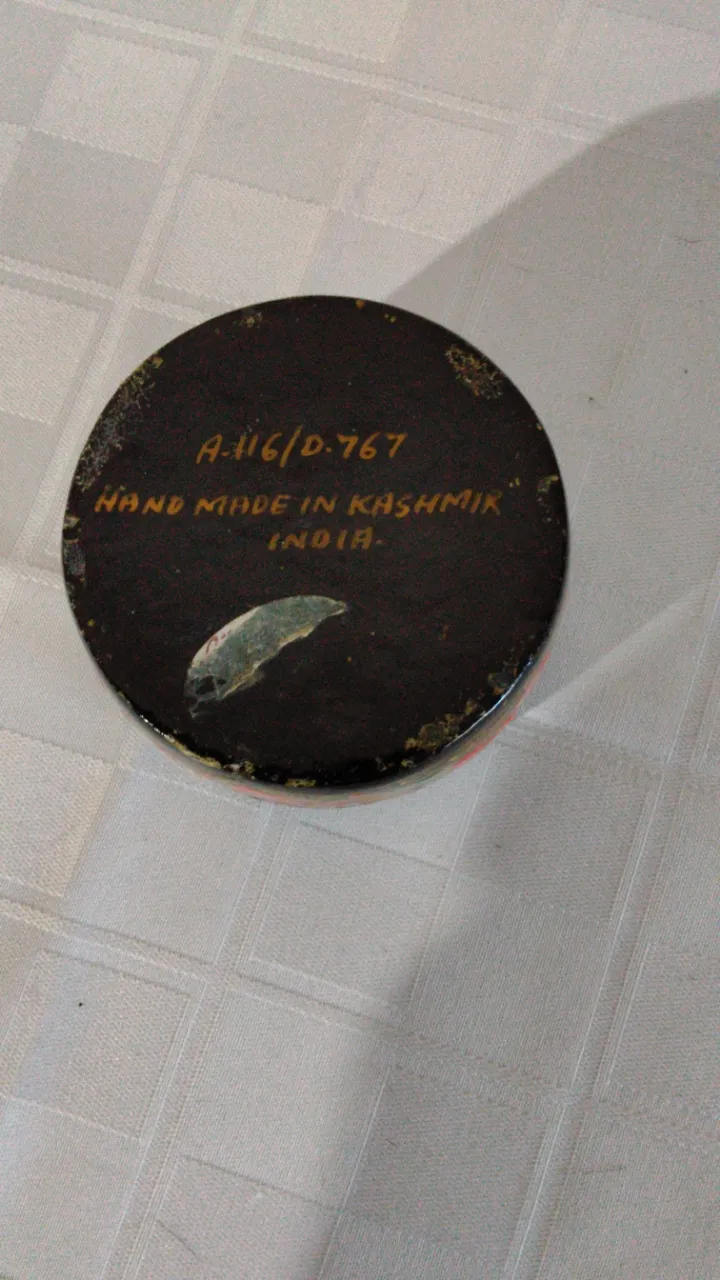 A.116/D.767
HAND MADE IN KASHMIR
INDIA.